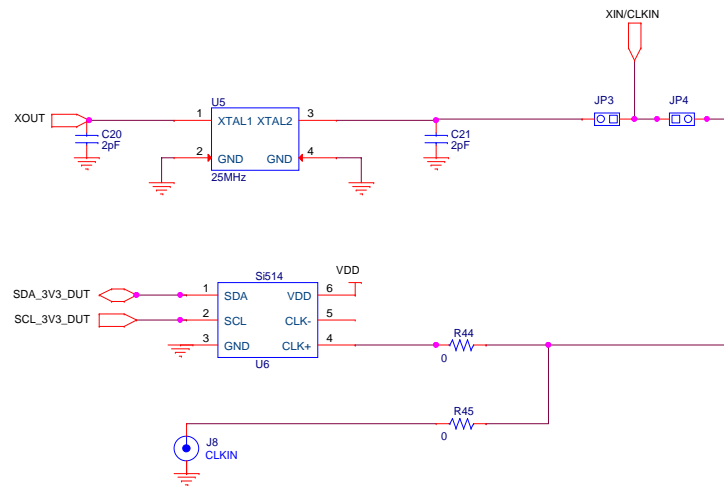 XIN/CLKIN
U5
JP3
JP4
XOUT
1
XTAL1 XTAL2
3
C20
2pF
C21
2pF
2
GND
GND
4
25MHz
Si514
VDD
SDA_3V3_DUT
1
SDA
VDD
6
SCL_3V3_DUT
2
SCL
CLK-
5
3
GND
CLK+
4
R44
0
U6
R45
0
J8
CLKIN